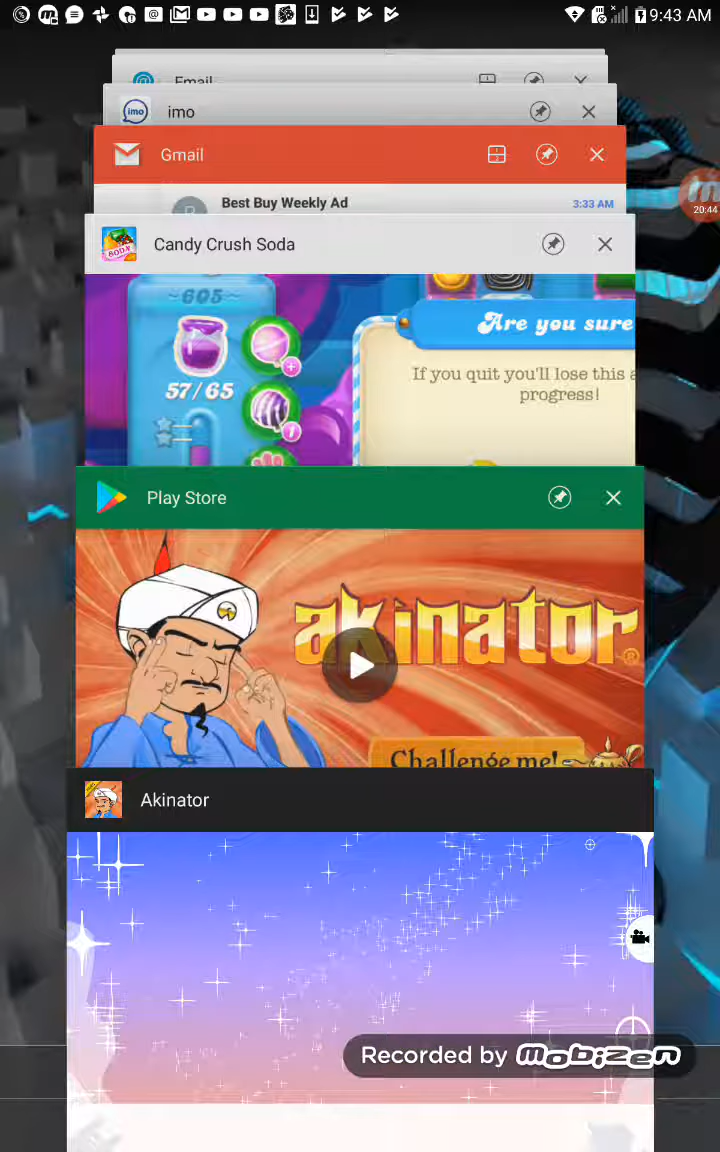 9:43 AM
Email
imo
imo
Gmail
20:44
Best Buy Weekly Ad
3:33 AM
SODA
Candy Crush Soda
~605~
57/65
Are you sure
If you quit you'll lose this a
progress!
Play Store
akinator®
Challenge me!
Akinator
Recorded by mobizen